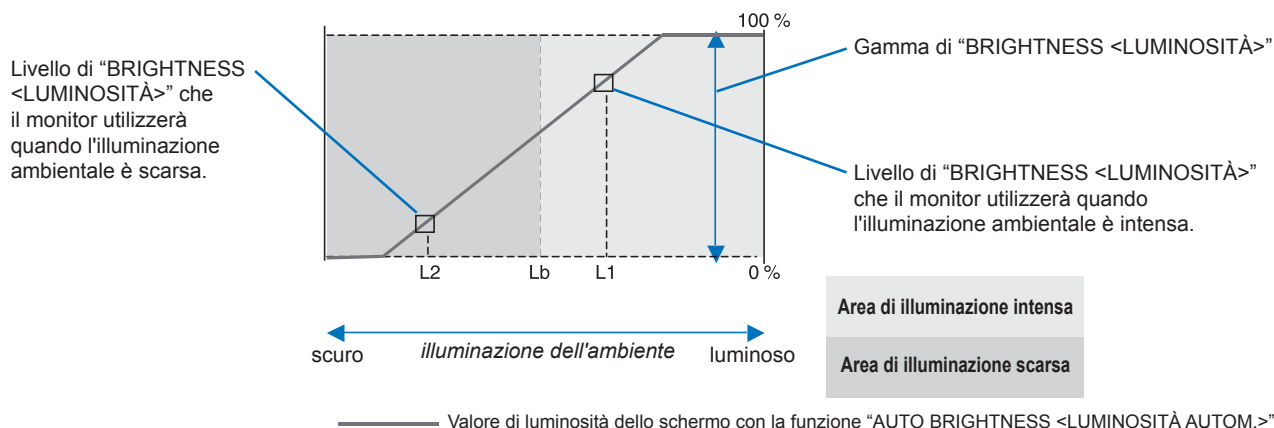 100 %
Gamma di “BRIGHTNESS <LUMINOSITÀ>”
Livello di “BRIGHTNESS
<LUMINOSITÀ>” che
il monitor utilizzerà
quando l'illuminazione
ambientale è scarsa.
Livello di “BRIGHTNESS <LUMINOSITÀ>”
che il monitor utilizzerà quando
l'illuminazione ambientale è intensa.
L2
Lb
L1
0 %
Area di illuminazione intensa
scuro
illuminazione dell'ambiente
luminoso
Area di illuminazione scarsa
Valore di luminosità dello schermo con la funzione “AUTO BRIGHTNESS <LUMINOSITÀ AUTOM.>”